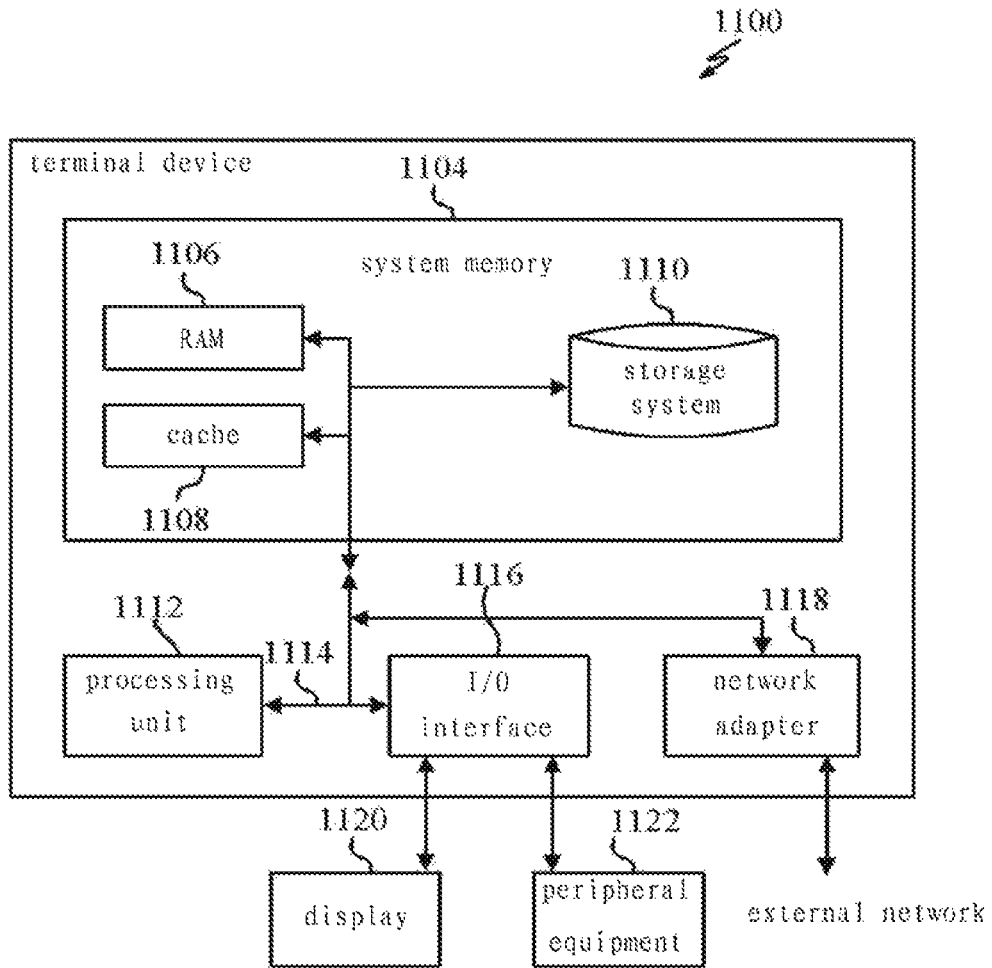 1100
terminal device
1104
1106
system memory
1110
RAM
storage
system
cache
1108
1116
1112
1118
1114
processing
unit
I/O
interface
network
adapter
1120
1122
display
peripheral
equipment
external network